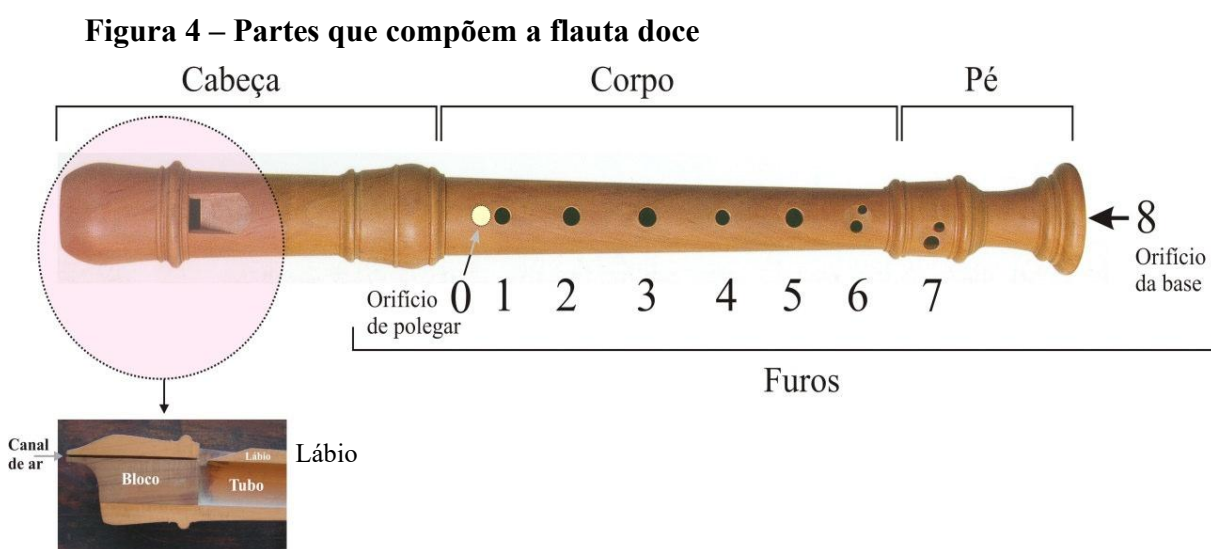 Figura 4 – Partes que compõem a flauta doce
Cabeça Corpo Pé
8
Orifício
da base
Orifício
de polegar
0 1 2 3 4 5 6 7
Furos
Canal
de ar
Bloco
Tubo
Lábio
Lábio